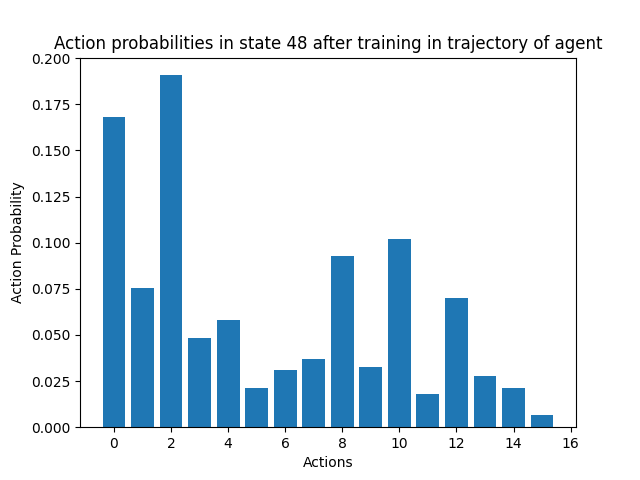 Action probabilities in state 48 after training in trajectory of agent
0.200
0.175
0.150
0.125
0.100
0.075
0.050
0.025
0.000
Action Probability
0 2 4 6 8 10 12 14 16
Actions